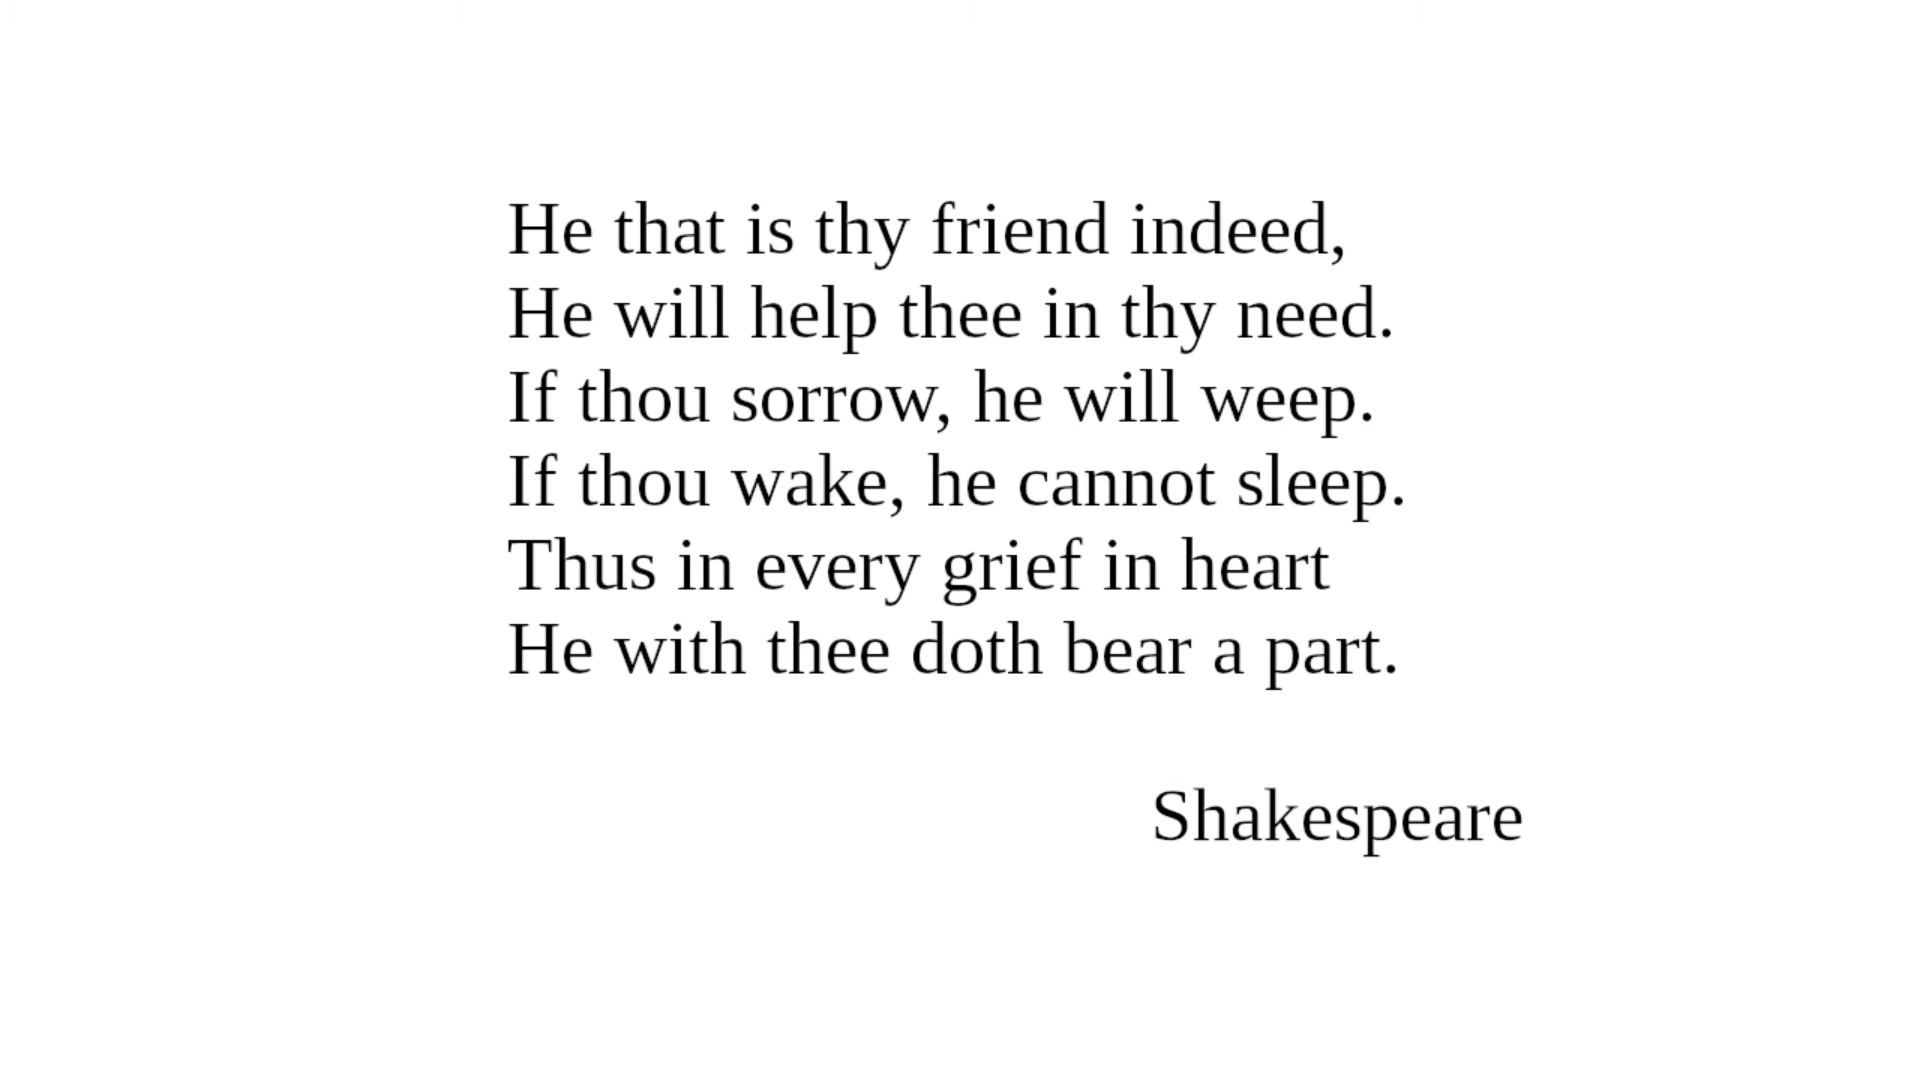 He that is thy friend indeed,
He will help thee in thy need.
If thou sorrow, he will weep.
If thou wake, he cannot sleep.
Thus in every grief in heart
He with thee doth bear a part.
Shakespeare